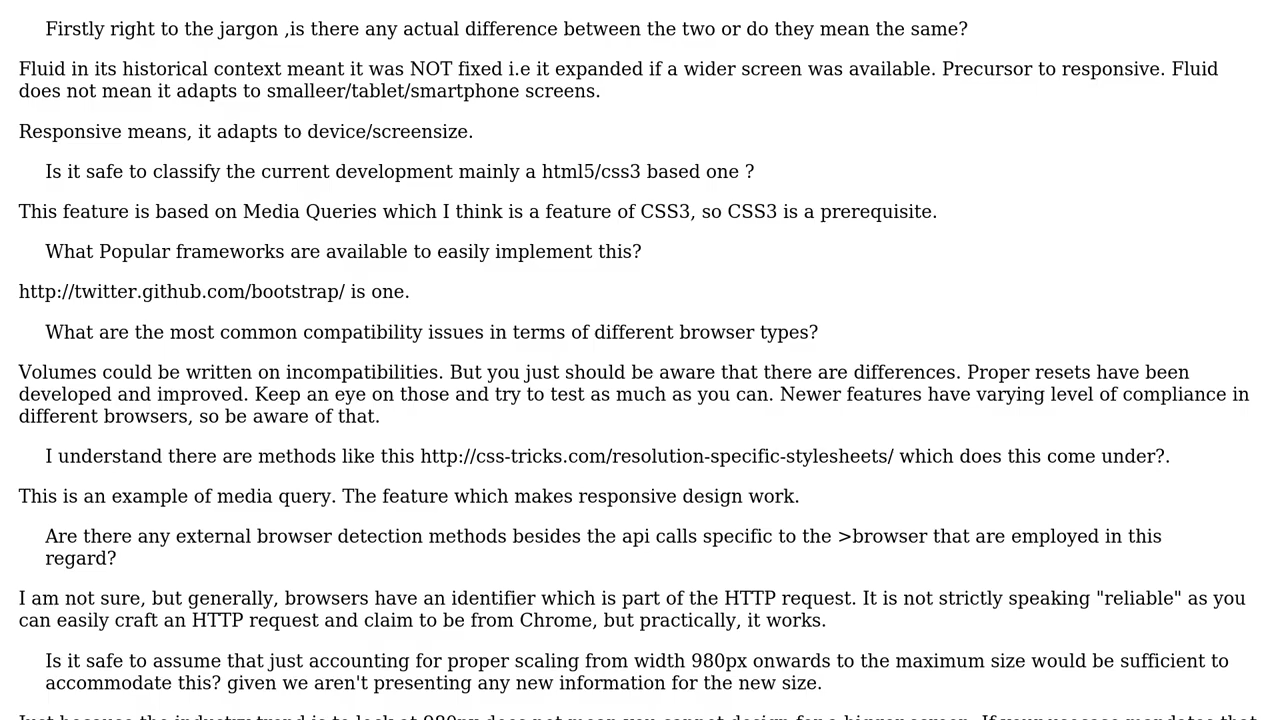 Firstly right to the jargon ,is there any actual difference between the two or do they mean the same?
Fluid in its historical context meant it was NOT fixed i.e it expanded if a wider screen was available. Precursor to responsive. Fluid
does not mean it adapts to smalleer/tablet/smartphone screens.
Responsive means, it adapts to device/screensize.
Is it safe to classify the current development mainly a html5/css3 based one ?
This feature is based on Media Queries which I think is a feature of CSS3, so CSS3 is a prerequisite.
What Popular frameworks are available to easily implement this?
http://twitter.github.com/bootstrap/ is one.
What are the most common compatibility issues in terms of different browser types?
Volumes could be written on incompatibilities. But you just should be aware that there are differences. Proper resets have been
developed and improved. Keep an eye on those and try to test as much as you can. Newer features have varying level of compliance in
different browsers, so be aware of that.
I understand there are methods like this http://css-tricks.com/resolution-specific-stylesheets/ which does this come under?.
This is an example of media query. The feature which makes responsive design work.
Are there any external browser detection methods besides the api calls specific to the >browser that are employed in this
regard?
I am not sure, but generally, browsers have an identifier which is part of the HTTP request. It is not strictly speaking "reliable" as you
can easily craft an HTTP request and claim to be from Chrome, but practically, it works.
Is it safe to assume that just accounting for proper scaling from width 980px onwards to the maximum size would be sufficient to
accommodate this? given we aren't presenting any new information for the new size.